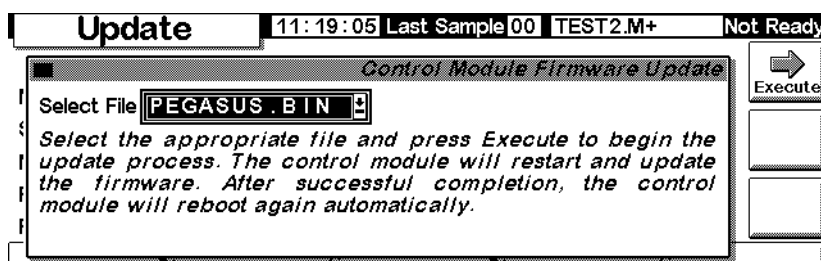 Update 11:19:05 Last Sample 00 TEST2.M+ Not Ready
Control Module Firmware Update
Execute
Select File PEGASUS.BIN
Select the appropriate file and press Execute to begin the
update process. The control module will restart and update
the firmware. After successful completion, the control
module will reboot again automatically.